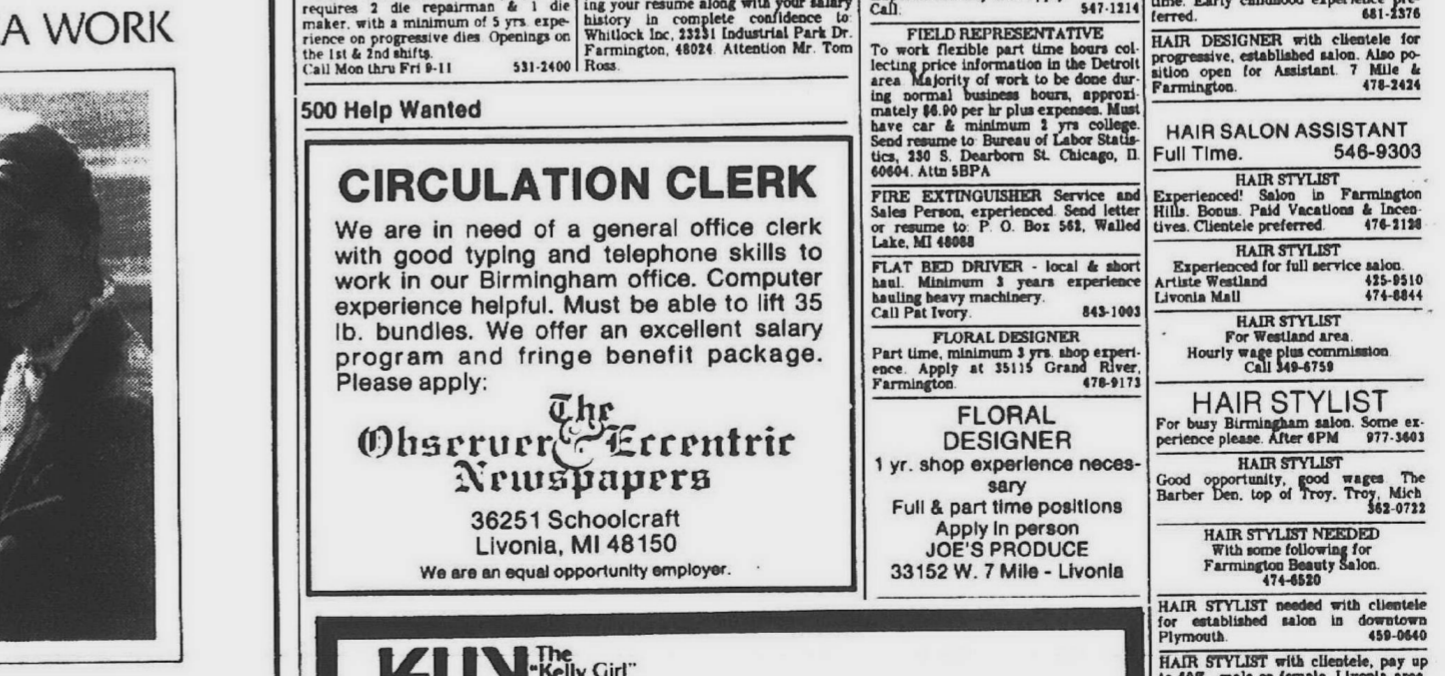 A WORK
requires 2 die repairman & 1 die
maker, with a minimum of 5 yrs. expe-
rience on progressive dies. Openings on
the 1st & 2nd shifts.
Call Mon thru Fri 9-11 531-2400
ing your resume along with your salary
history in complete confidence to:
Whitlock Inc, 23231 Industrial Park Dr.
Farmington, 48024. Attention Mr. Tom
Ross.
500 Help Wanted
CIRCULATION CLERK
We are in need of a general office clerk
with good typing and telephone skills to
work in our Birmingham office. Computer
experience helpful. Must be able to lift 35
lb. bundles. We offer an excellent salary
program and fringe benefit package.
Please apply:
The
Observer & Eccentric
Newspapers
36251 Schoolcraft
Livonia, MI 48150
We are an equal opportunity employer.
The
"Kelly Girl"
Call. 547-1214
FIELD REPRESENTATIVE
To work flexible part time hours col-
lecting price information in the Detroit
area. Majority of work to be done dur-
ing normal business hours, approxi-
mately $6.90 per hr plus expenses. Must
have car & minimum 2 yrs college.
Send resume to: Bureau of Labor Statis-
tics, 230 S. Dearborn St. Chicago, Il.
60604. Attn SBPA
FIRE EXTINGUISHER Service and
Sales Person, experienced. Send letter
or resume to: P. O. Box 562, Walled
Lake, MI 48088
FLAT BED DRIVER - local & short
haul. Minimum 3 years experience
hauling heavy machinery.
Call Pat Ivory. 843-1003
FLORAL DESIGNER
Part time, minimum 3 yrs. shop experi-
ence. Apply at 35115 Grand River,
Farmington. 478-9173
FLORAL
DESIGNER
1 yr. shop experience neces-
sary
Full & part time positions
Apply in person
JOE'S PRODUCE
33152 W. 7 Mile - Livonia
ferred. 681-2376
HAIR DESIGNER with clientele for
progressive, established salon. Also po-
sition open for Assistant. 7 Mile &
Farmington. 478-2424
HAIR SALON ASSISTANT
Full Time. 546-9303
HAIR STYLIST
Experienced! Salon in Farmington
Hills. Bonus. Paid Vacations & Incen-
tives. Clientele preferred. 476-2128
HAIR STYLIST
Experienced for full service salon.
Artiste Westland 425-9510
Livonia Mall 474-8844
HAIR STYLIST
For Westland area.
Hourly wage plus commission.
Call 349-6759
HAIR STYLIST
For busy Birmingham salon. Some ex-
perience please. After 6PM 977-3603
HAIR STYLIST
Good opportunity, good wages. The
Barber Den, top of Troy, Troy, Mich
362-0722
HAIR STYLIST NEEDED
With some following for
Farmington Beauty Salon.
474-6520
HAIR STYLIST needed with clientele
for established salon in downtown
Plymouth. 459-0640
HAIR STYLIST with clientele, pay up